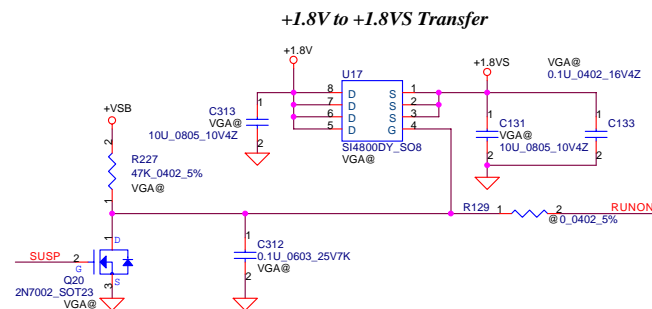 +1.8V to +1.8VS Transfer
+1.8V
+1.8VS
VGA@
0.1U_0402_16V4Z
U17
8 D S 1
7 D S 2
6 D S 3
5 D G 4
SI4800DY_SO8
VGA@
1
C313
VGA@
10U_0805_10V4Z
2
1
C131
VGA@
10U_0805_10V4Z
2
1
C133
2
+VSB
2
R227
47K_0402_5%
VGA@
1
R129 1 2 RUNON
@0_0402_5%
1
C312
0.1U_0603_25V7K
VGA@
2
SUSP 2
G
1
D
S
3
Q20
2N7002_SOT23
VGA@